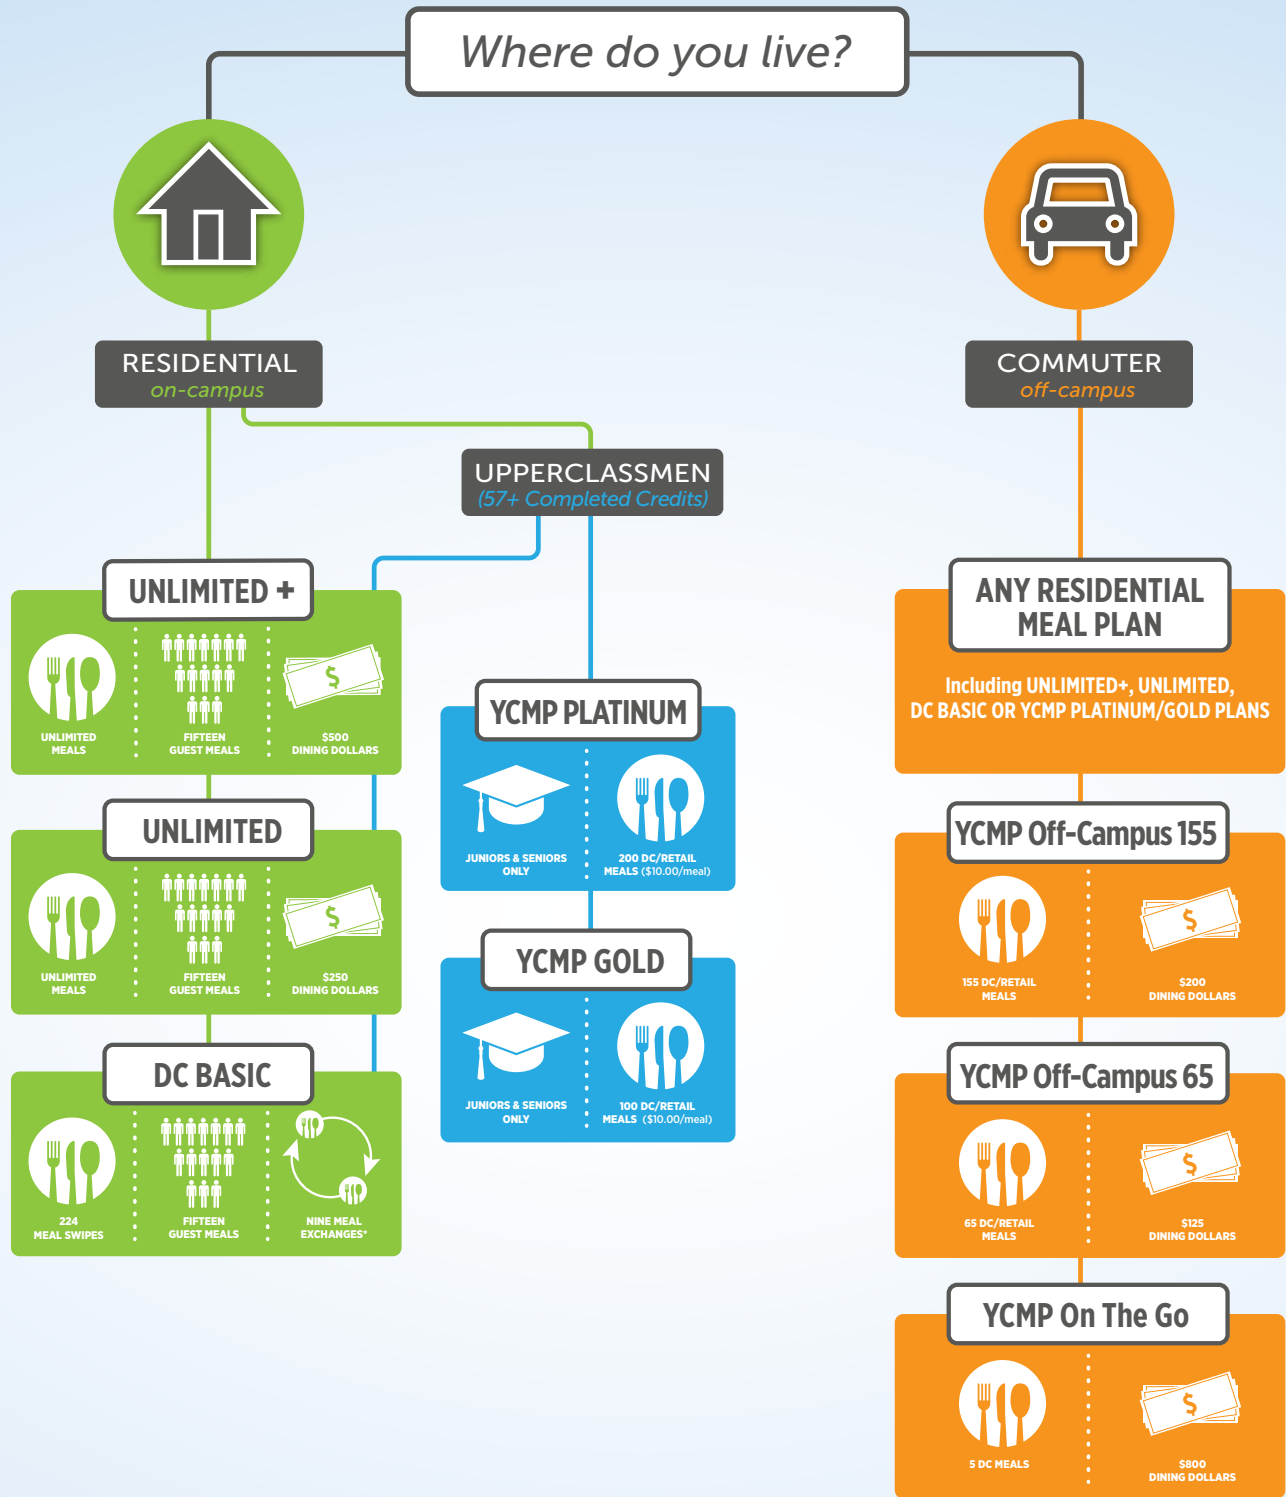 Where do you live?
RESIDENTIAL
on-campus
UPPERCLASSMEN
(57+ Completed Credits)
UNLIMITED +
UNLIMITED
MEALS
FIFTEEN
GUEST MEALS
$
$500
DINING DOLLARS
UNLIMITED
UNLIMITED
MEALS
FIFTEEN
GUEST MEALS
$
$250
DINING DOLLARS
DC BASIC
224
MEAL SWIPES
FIFTEEN
GUEST MEALS
NINE MEAL
EXCHANGES*
YCMP PLATINUM
JUNIORS & SENIORS
ONLY
200 DC/RETAIL
MEALS ($10.00/meal)
YCMP GOLD
JUNIORS & SENIORS
ONLY
100 DC/RETAIL
MEALS ($10.00/meal)
COMMUTER
off-campus
ANY RESIDENTIAL
MEAL PLAN
Including UNLIMITED+, UNLIMITED,
DC BASIC OR YCMP PLATINUM/GOLD PLANS
YCMP Off-Campus 155
155 DC/RETAIL
MEALS
$
$200
DINING DOLLARS
YCMP Off-Campus 65
65 DC/RETAIL
MEALS
$
$125
DINING DOLLARS
YCMP On The Go
5 DC MEALS
$
$800
DINING DOLLARS